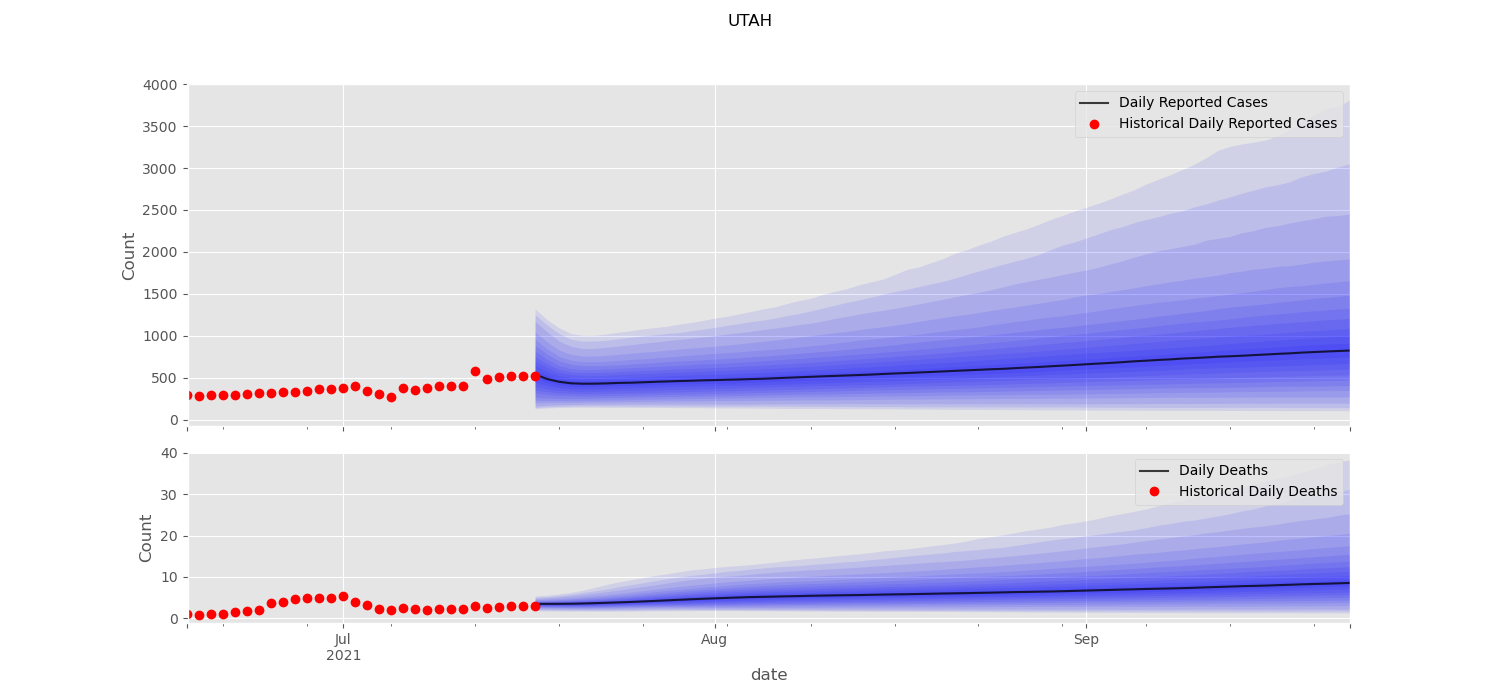 UTAH
4000
3500
3000
2500
2000
1500
1000
500
0
Count
Daily Reported Cases
Historical Daily Reported Cases
40
30
20
10
0
Count
Daily Deaths
Historical Daily Deaths
Jul
2021
Aug
Sep
date